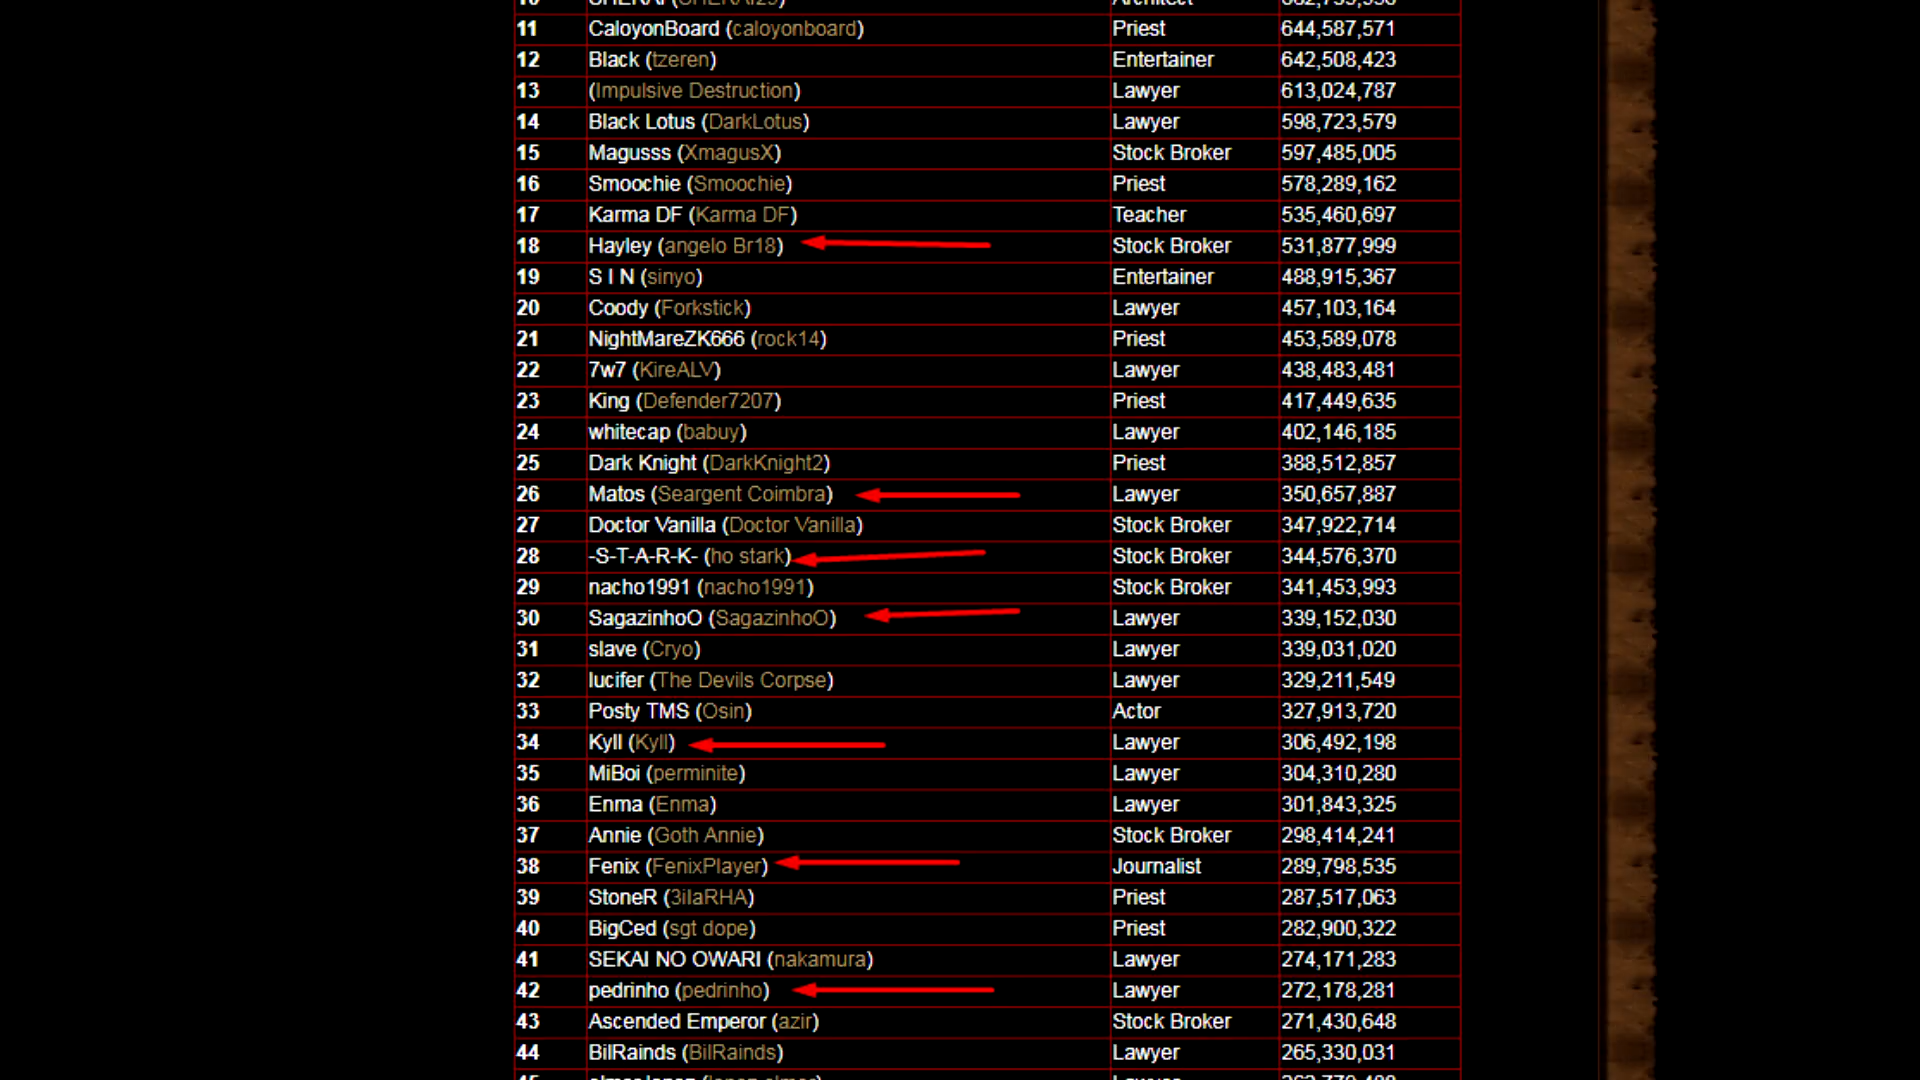 11 CaloyonBoard (caloyonboard) Priest 644,587,571
12 Black (tzeren) Entertainer 642,508,423
13 (Impulsive Destruction) Lawyer 613,024,787
14 Black Lotus (DarkLotus) Lawyer 598,723,579
15 Magusss (XmagusX) Stock Broker 597,485,005
16 Smoochie (Smoochie) Priest 578,289,162
17 Karma DF (Karma DF) Teacher 535,460,697
18 Hayley (angelo Br18) Stock Broker 531,877,999
19 S I N (sinyo) Entertainer 488,915,367
20 Coody (Forkstick) Lawyer 457,103,164
21 NightMareZK666 (rock14) Priest 453,589,078
22 7w7 (KireALV) Lawyer 438,483,481
23 King (Defender7207) Priest 417,449,635
24 whitecap (babuy) Lawyer 402,146,185
25 Dark Knight (DarkKnight2) Priest 388,512,857
26 Matos (Seargent Coimbra) Lawyer 350,657,887
27 Doctor Vanilla (Doctor Vanilla) Stock Broker 347,922,714
28 -S-T-A-R-K- (ho stark) Stock Broker 344,576,370
29 nacho1991 (nacho1991) Stock Broker 341,453,993
30 SagazinhoO (SagazinhoO) Lawyer 339,152,030
31 slave (Cryo) Lawyer 339,031,020
32 lucifer (The Devils Corpse) Lawyer 329,211,549
33 Posty TMS (Osin) Actor 327,913,720
34 Kyll (Kyll) Lawyer 306,492,198
35 MiBoi (perminite) Lawyer 304,310,280
36 Enma (Enma) Lawyer 301,843,325
37 Annie (Goth Annie) Stock Broker 298,414,241
38 Fenix (FenixPlayer) Journalist 289,798,535
39 StoneR (3ilaRHA) Priest 287,517,063
40 BigCed (sgt dope) Priest 282,900,322
41 SEKAI NO OWARI (nakamura) Lawyer 274,171,283
42 pedrinho (pedrinho) Lawyer 272,178,281
43 Ascended Emperor (azir) Stock Broker 271,430,648
44 BilRainds (BilRainds) Lawyer 265,330,031